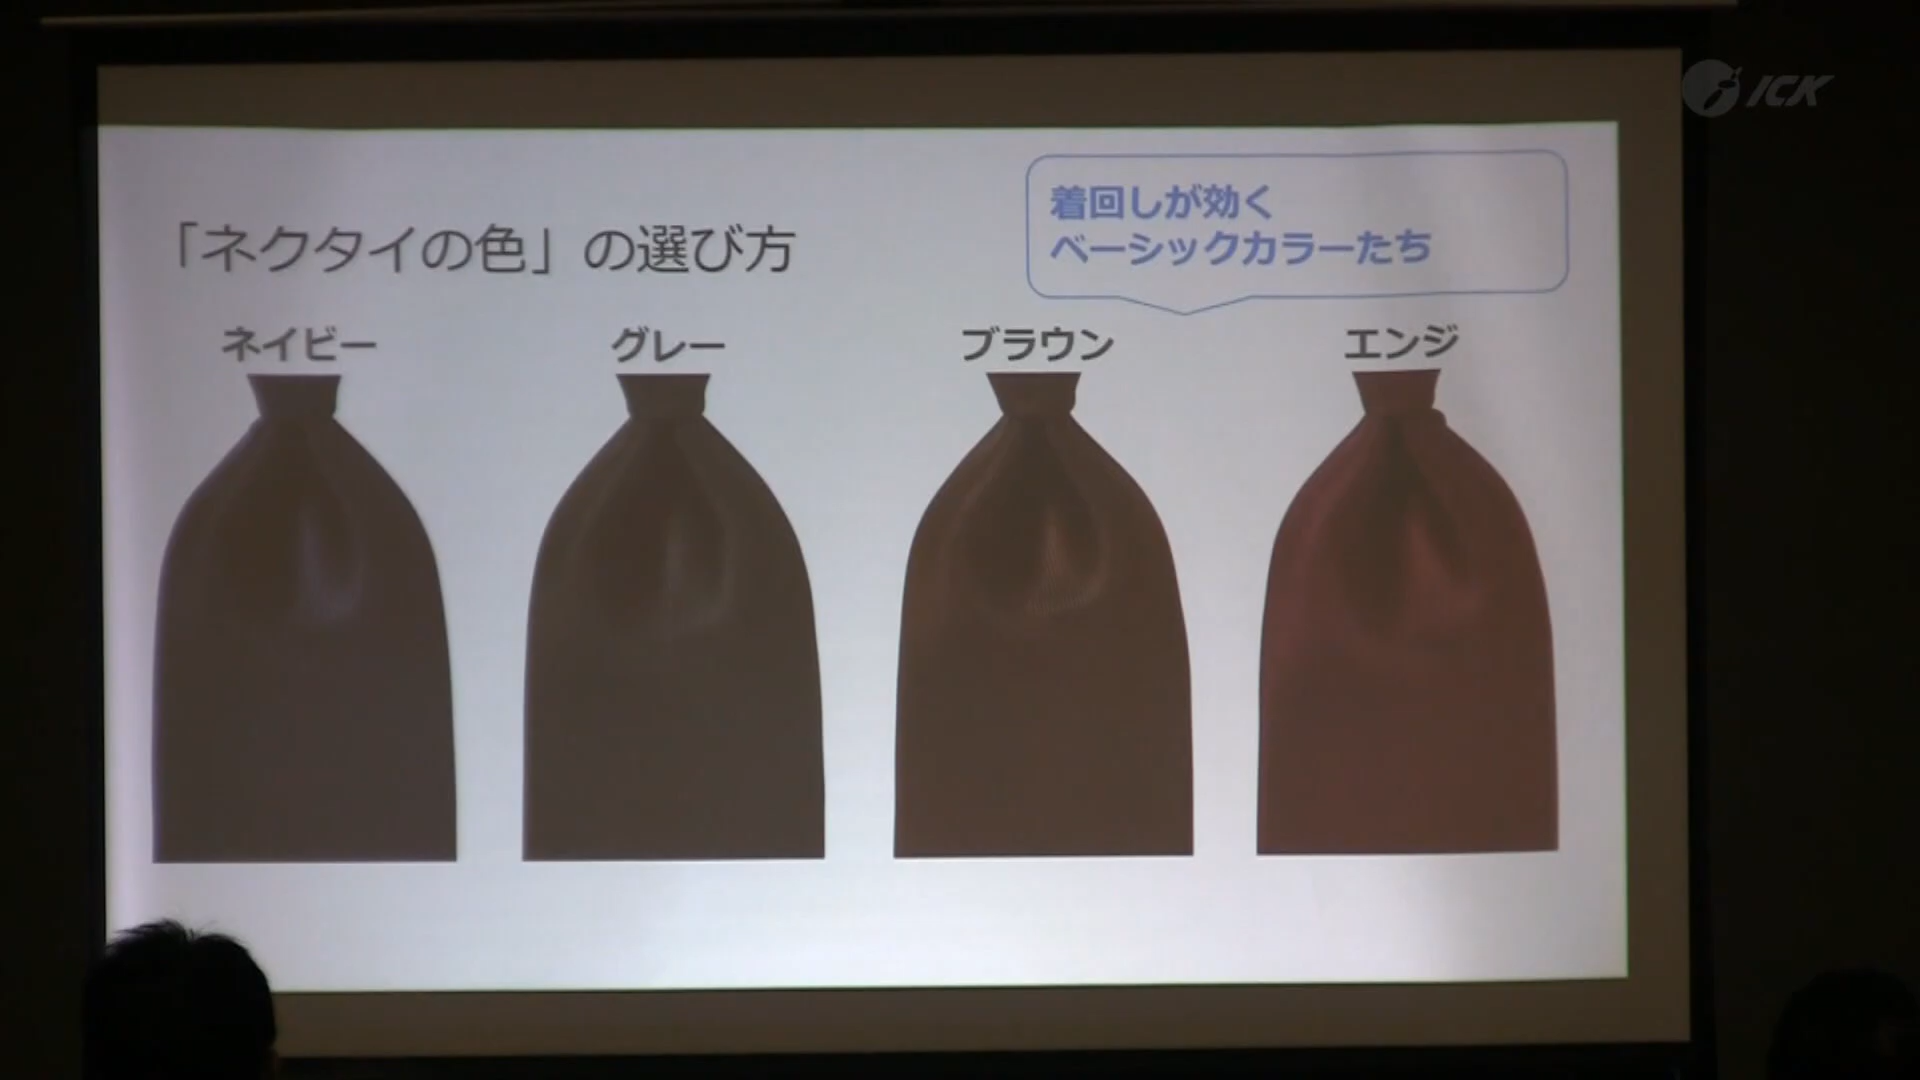 ICK
「ネクタイの色」の選び方
着回しが効く
ベーシックカラーたち
ネイビー
グレー
ブラウン
エンジ